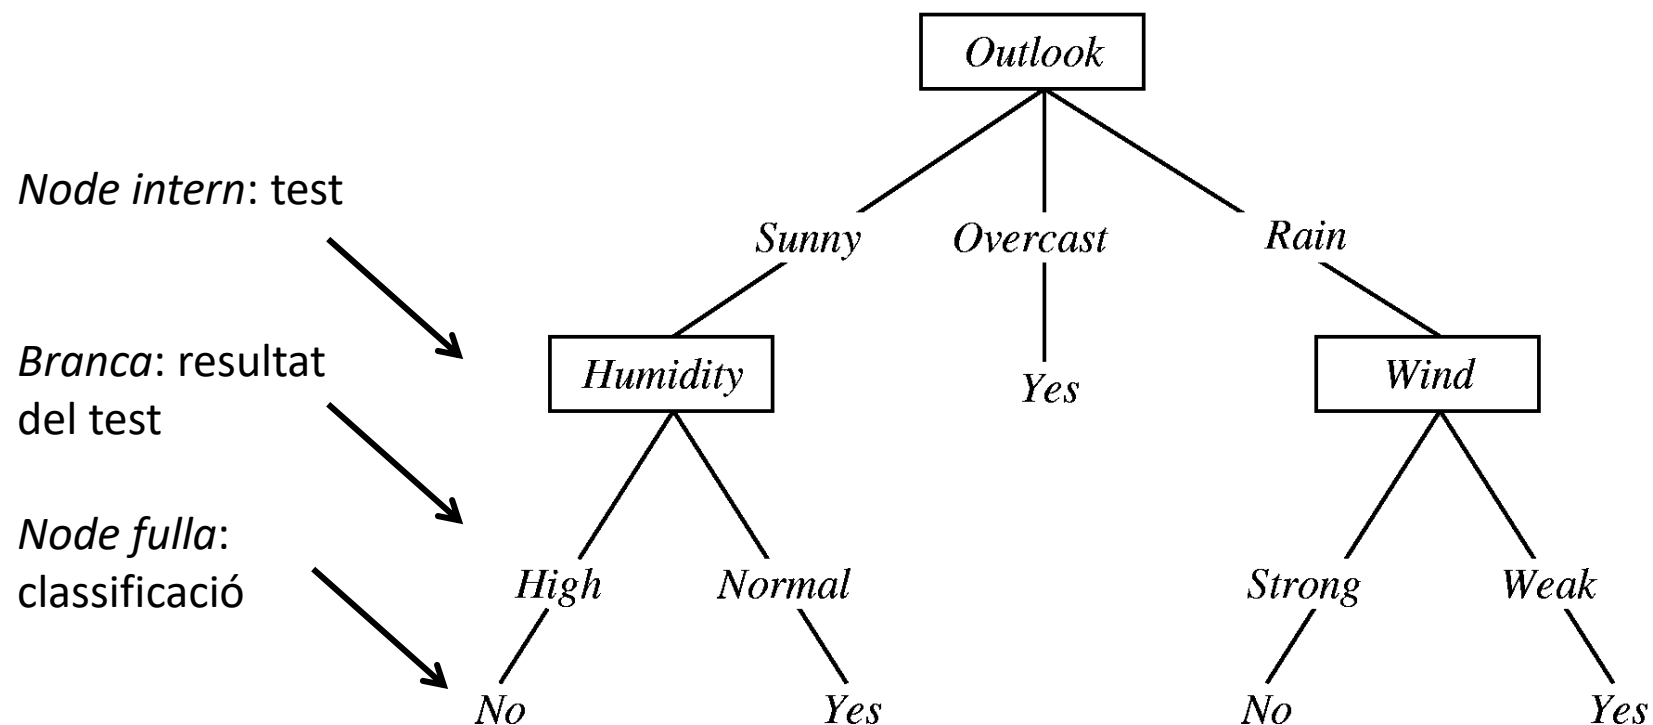 Outlook
Node intern: test
Sunny Overcast Rain
Branca: resultat
del test
Humidity Yes Wind
Node fulla:
classificació
High Normal Strong Weak
No Yes No Yes